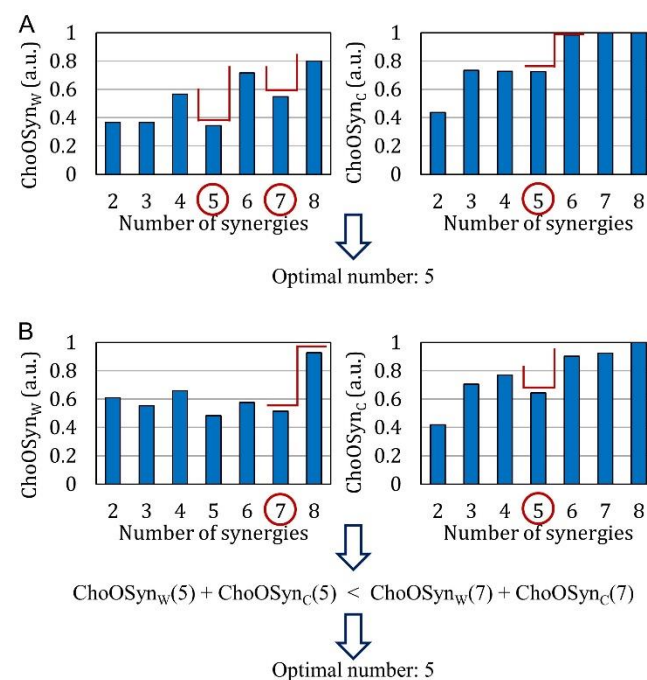 A
ChoOSynW (a.u.)
1
0.8
0.6
0.4
0.2
0
2 3 4 5 6 7 8
Number of synergies
ChoOSynC (a.u.)
1
0.8
0.6
0.4
0.2
0
2 3 4 5 6 7 8
Number of synergies
Optimal number: 5
B
ChoOSynW (a.u.)
1
0.8
0.6
0.4
0.2
0
2 3 4 5 6 7 8
Number of synergies
ChoOSynC (a.u.)
1
0.8
0.6
0.4
0.2
0
2 3 4 5 6 7 8
Number of synergies
ChoOSynW(5) + ChoOSynC(5) < ChoOSynW(7) + ChoOSynC(7)
Optimal number: 5